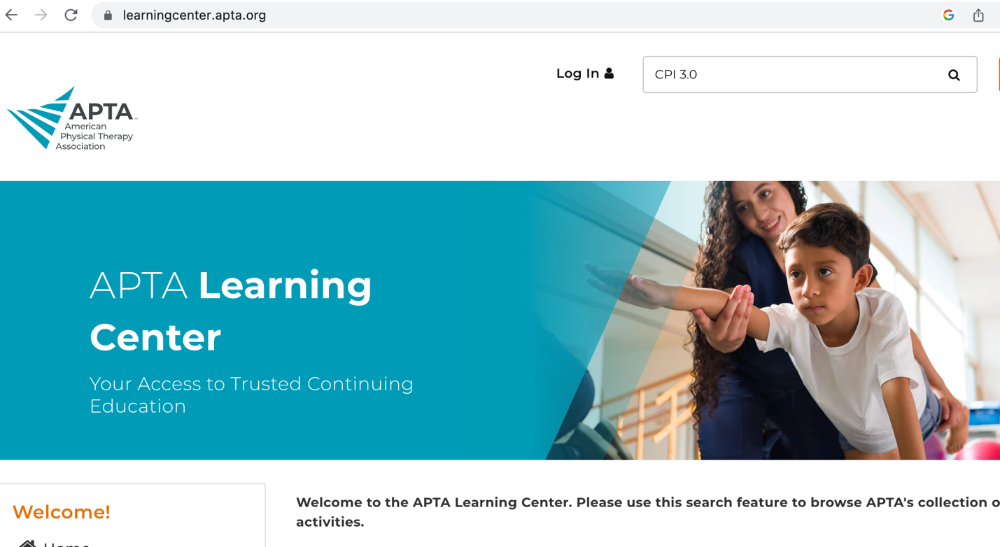 learningcenter.apta.org
Log In
CPI 3.0
APTA
American
Physical Therapy
Association
APTA Learning
Center
Your Access to Trusted Continuing
Education
Welcome!
Home
Welcome to the APTA Learning Center. Please use this search feature to browse APTA's collection o
activities.